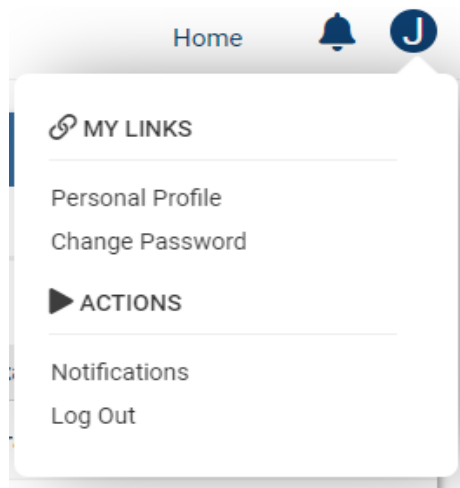 Home
J
MY LINKS
Personal Profile
Change Password
ACTIONS
Notifications
Log Out